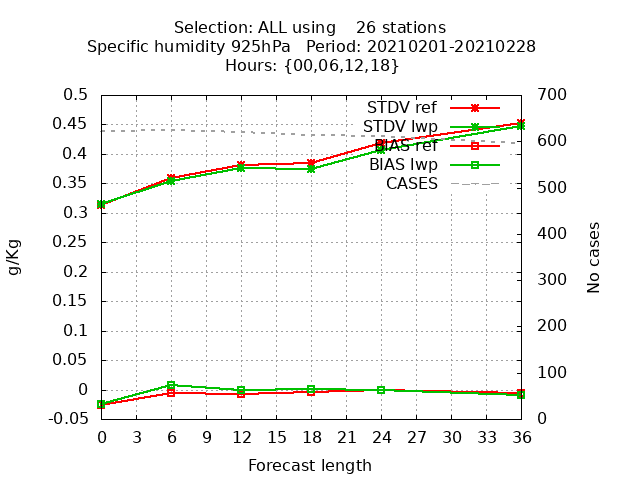 Selection: ALL using    26 stations
Specific humidity 925hPa   Period: 20210201-20210228
Hours: {00,06,12,18}
0.5
0.45
0.4
0.35
0.3
0.25
0.2
0.15
0.1
0.05
0
-0.05
g/Kg
STDV ref
STDV lwp
BIAS ref
BIAS lwp
CASES
700
600
500
400
300
200
100
0
No cases
0 3 6 9 12 15 18 21 24 27 30 33 36
Forecast length